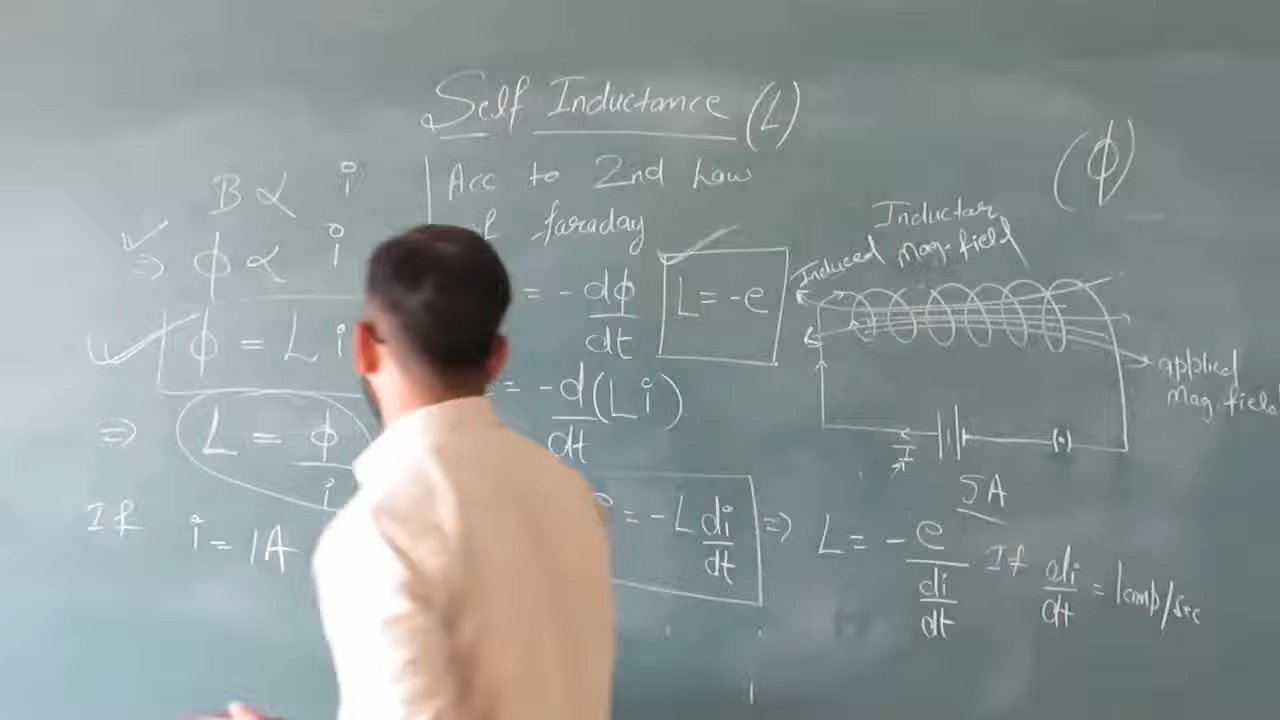 Self Inductance (L)
B ∝ i
⇒ ϕ ∝ i
ϕ = L i
⇒ L = ϕ/i
If i = 1A
Acc to 2nd Law
of faraday
= -dϕ/dt
= -d/dt(Li)
e = -L di/dt ⇒ L = -e/(di/dt) If di/dt = 1amp/sec
L = -e
(ϕ)
Inductor
Induced Mag. field
applied
Mag. field
I
(·)
5A